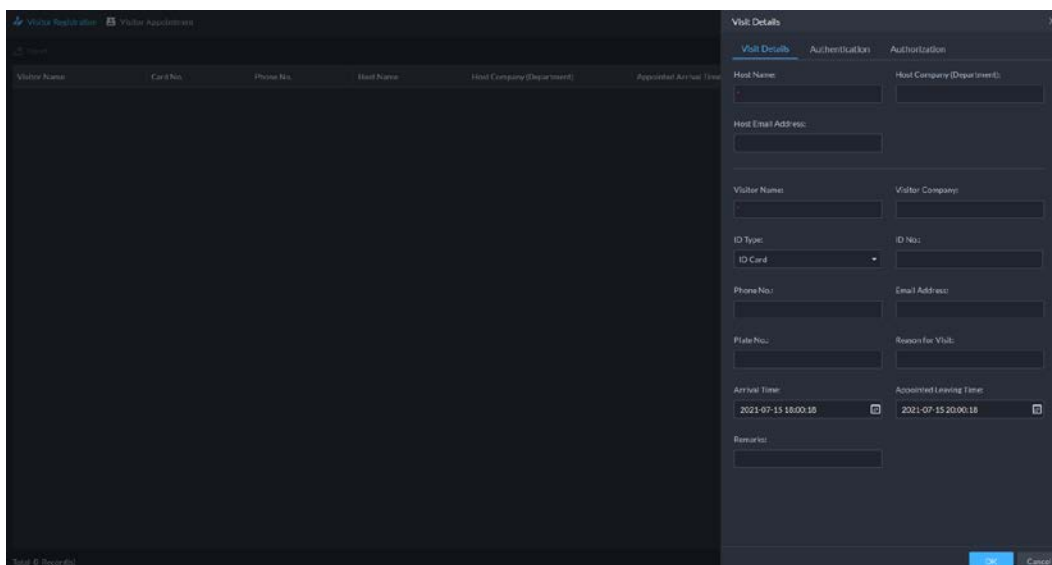 Visitor Registration Visitor Appointment
Visit Details
Visit Details Authentication Authorization
Visitor Name Card No. Phone No. Host Name Host Company (Department) Appointed Arrival Time
Host Name: Host Company (Department):
*
Host Email Address:
Visitor Name: Visitor Company:
*
ID Type: ID No.:
ID Card
Phone No.: Email Address:
Plate No.: Reason for Visit:
Arrival Time: Appointed Leaving Time:
2021-07-15 18:00:18 2021-07-15 20:00:18
Remarks:
Total 0 Record(s)
OK Cancel